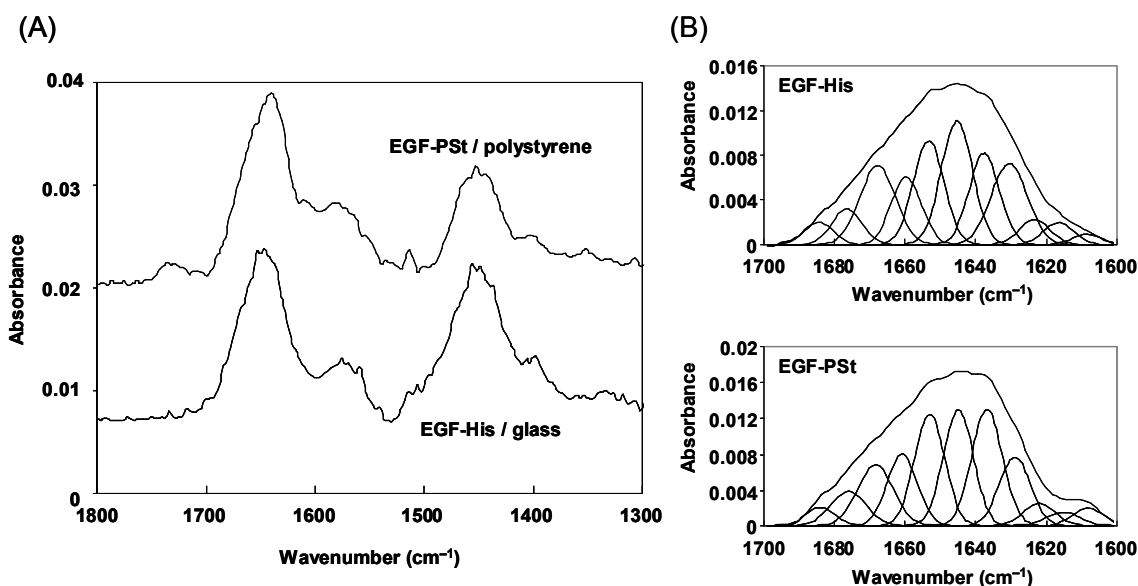 (A)
0.04
0.03
0.02
0.01
0
Absorbance
EGF-PSt / polystyrene
EGF-His / glass
1800 1700 1600 1500 1400 1300
Wavenumber (cm⁻¹)
(B)
EGF-His
0.016
0.012
0.008
0.004
0
Absorbance
1700 1680 1660 1640 1620 1600
Wavenumber (cm⁻¹)
EGF-PSt
0.02
0.016
0.012
0.008
0.004
0
Absorbance
1700 1680 1660 1640 1620 1600
Wavenumber (cm⁻¹)